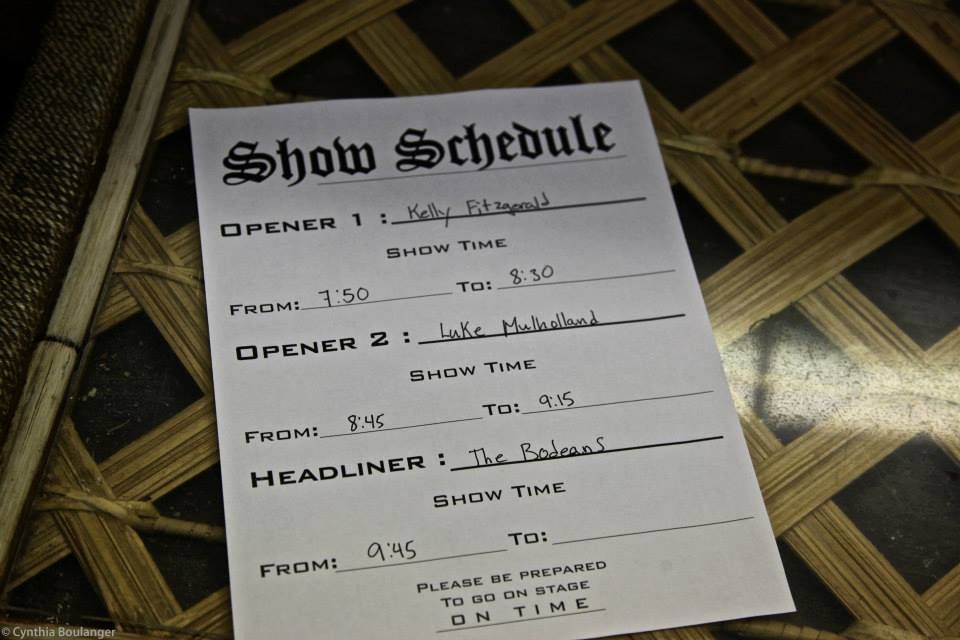 Show Schedule
OPENER 1 : Kelly Fitzgerald
SHOW TIME
FROM: 7:50 TO: 8:30
OPENER 2 : Luke Mulholland
SHOW TIME
FROM: 8:45 TO: 9:15
HEADLINER : The Bodeans
SHOW TIME
FROM: 9:45 TO:
PLEASE BE PREPARED
TO GO ON STAGE
ON TIME
© Cynthia Boulanger